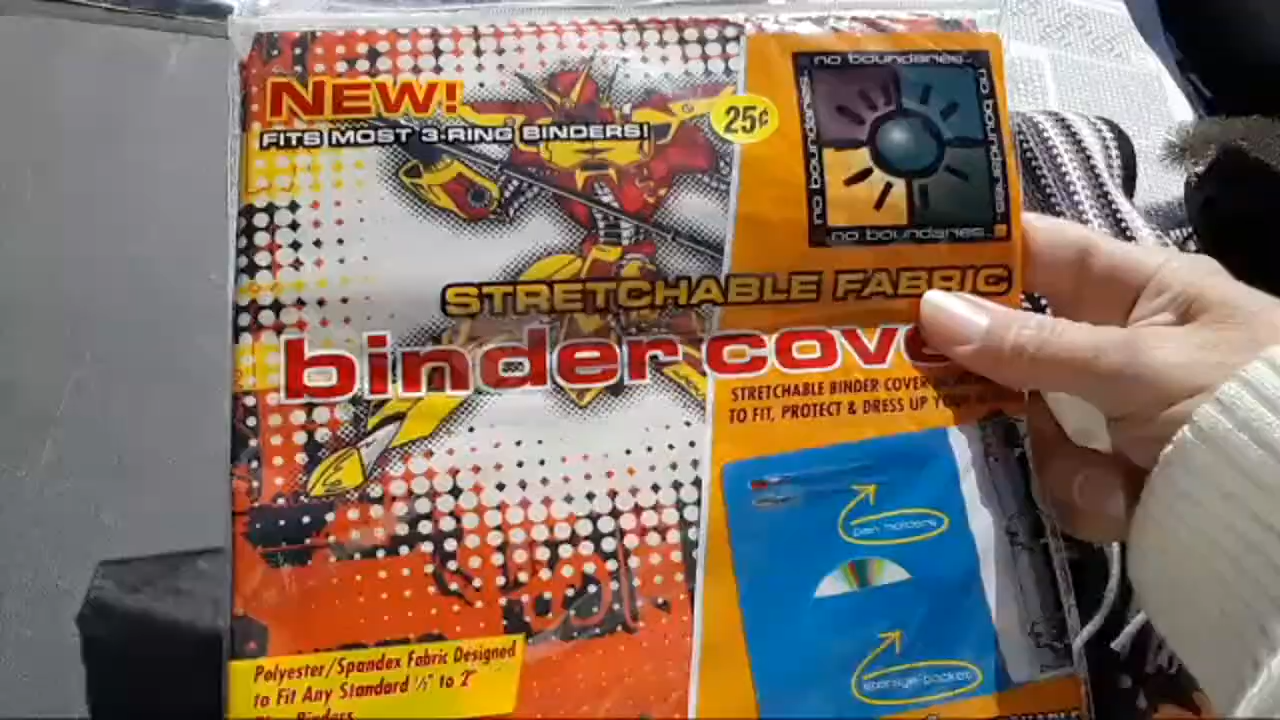 NEW!
FITS MOST 3-RING BINDERS!
25¢
no boundaries.
no boundaries.
no boundaries.
no boundaries.
STRETCHABLE FABRIC
binder cove
STRETCHABLE BINDER COVER
TO FIT, PROTECT & DRESS UP
pen holders
storage pocket
Polyester/Spandex Fabric Designed
to Fit Any Standard ½" to 2"